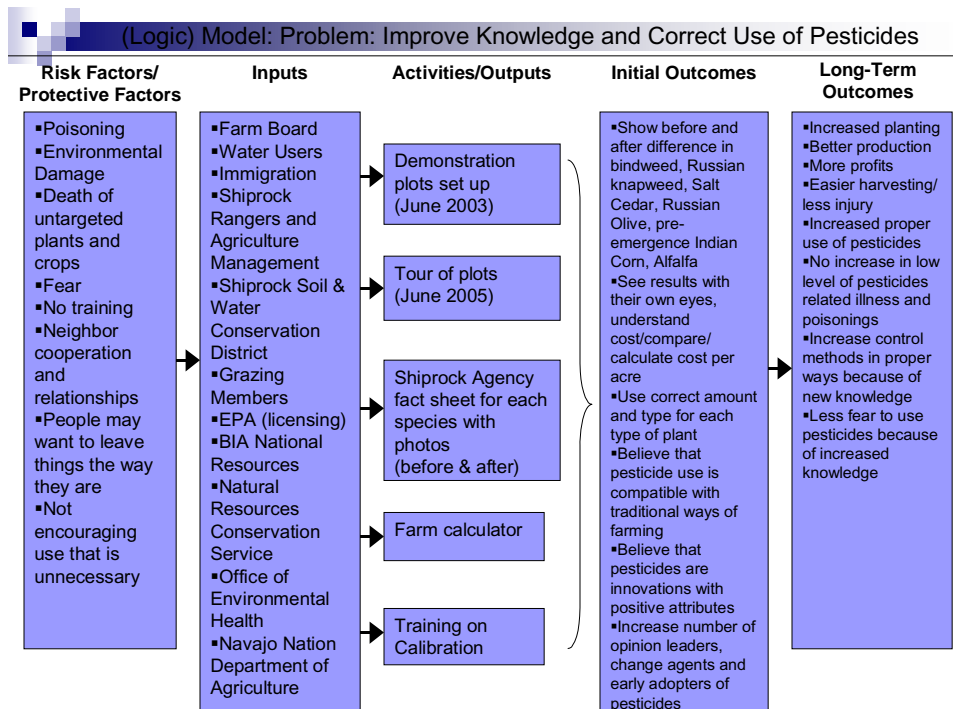 (Logic) Model: Problem: Improve Knowledge and Correct Use of Pesticides
Risk Factors/
Protective Factors
▪Poisoning
▪Environmental
Damage
▪Death of
untargeted
plants and
crops
▪Fear
▪No training
▪Neighbor
cooperation
and
relationships
▪People may
want to leave
things the way
they are
▪Not
encouraging
use that is
unnecessary
Inputs
▪Farm Board
▪Water Users
▪Immigration
▪Shiprock
Rangers and
Agriculture
Management
▪Shiprock Soil &
Water
Conservation
District
▪Grazing
Members
▪EPA (licensing)
▪BIA National
Resources
▪Natural
Resources
Conservation
Service
▪Office of
Environmental
Health
▪Navajo Nation
Department of
Agriculture
Activities/Outputs
Demonstration
plots set up
(June 2003)
Tour of plots
(June 2005)
Shiprock Agency
fact sheet for each
species with
photos
(before & after)
Farm calculator
Training on
Calibration
Initial Outcomes
▪Show before and
after difference in
bindweed, Russian
knapweed, Salt
Cedar, Russian
Olive, pre-
emergence Indian
Corn, Alfalfa
▪See results with
their own eyes,
understand
cost/compare/
calculate cost per
acre
▪Use correct amount
and type for each
type of plant
▪Believe that
pesticide use is
compatible with
traditional ways of
farming
▪Believe that
pesticides are
innovations with
positive attributes
▪Increase number of
opinion leaders,
change agents and
early adopters of
pesticides
Long-Term
Outcomes
▪Increased planting
▪Better production
▪More profits
▪Easier harvesting/
less injury
▪Increased proper
use of pesticides
▪No increase in low
level of pesticides
related illness and
poisonings
▪Increase control
methods in proper
ways because of
new knowledge
▪Less fear to use
pesticides because
of increased
knowledge